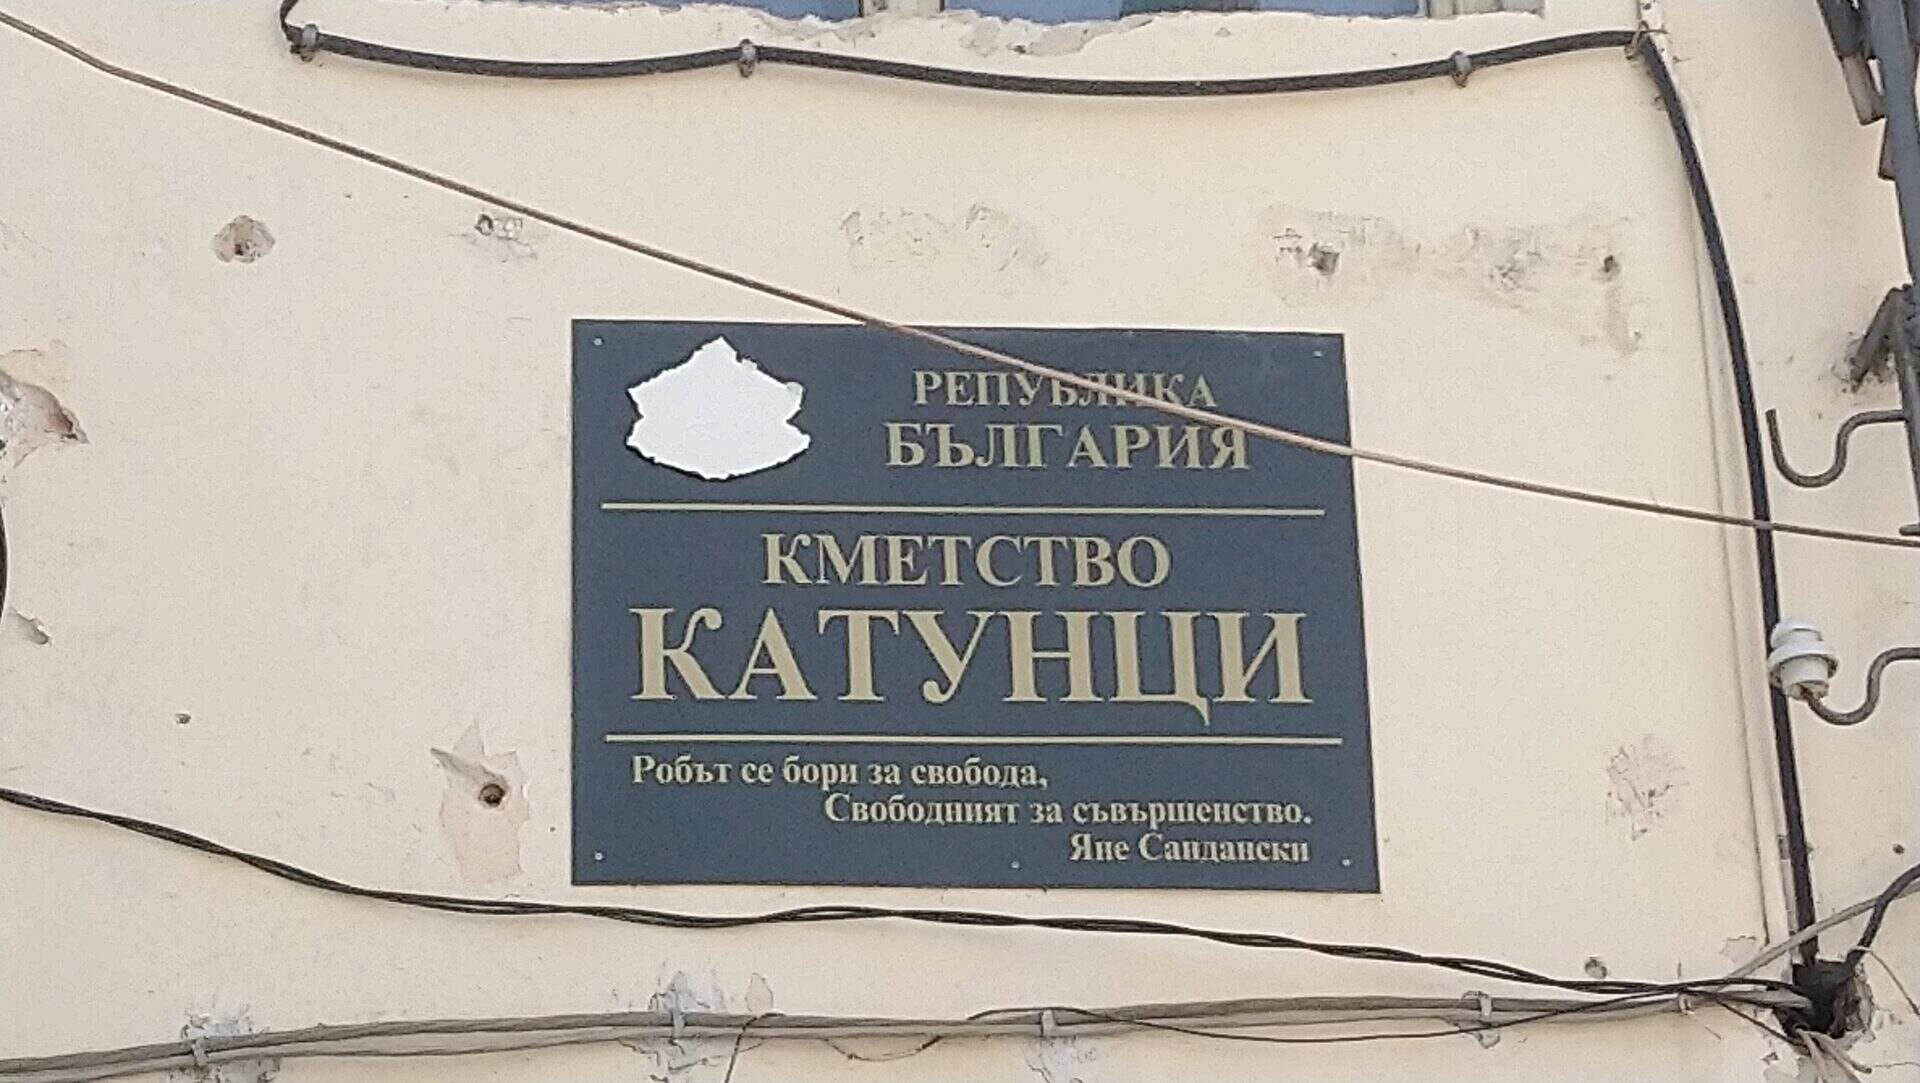 РЕПУБЛИКА
БЪЛГАРИЯ
КМЕТСТВО
КАТУНЦИ
Робът се бори за свобода,
Свободният за съвършенство.
Яне Сандански